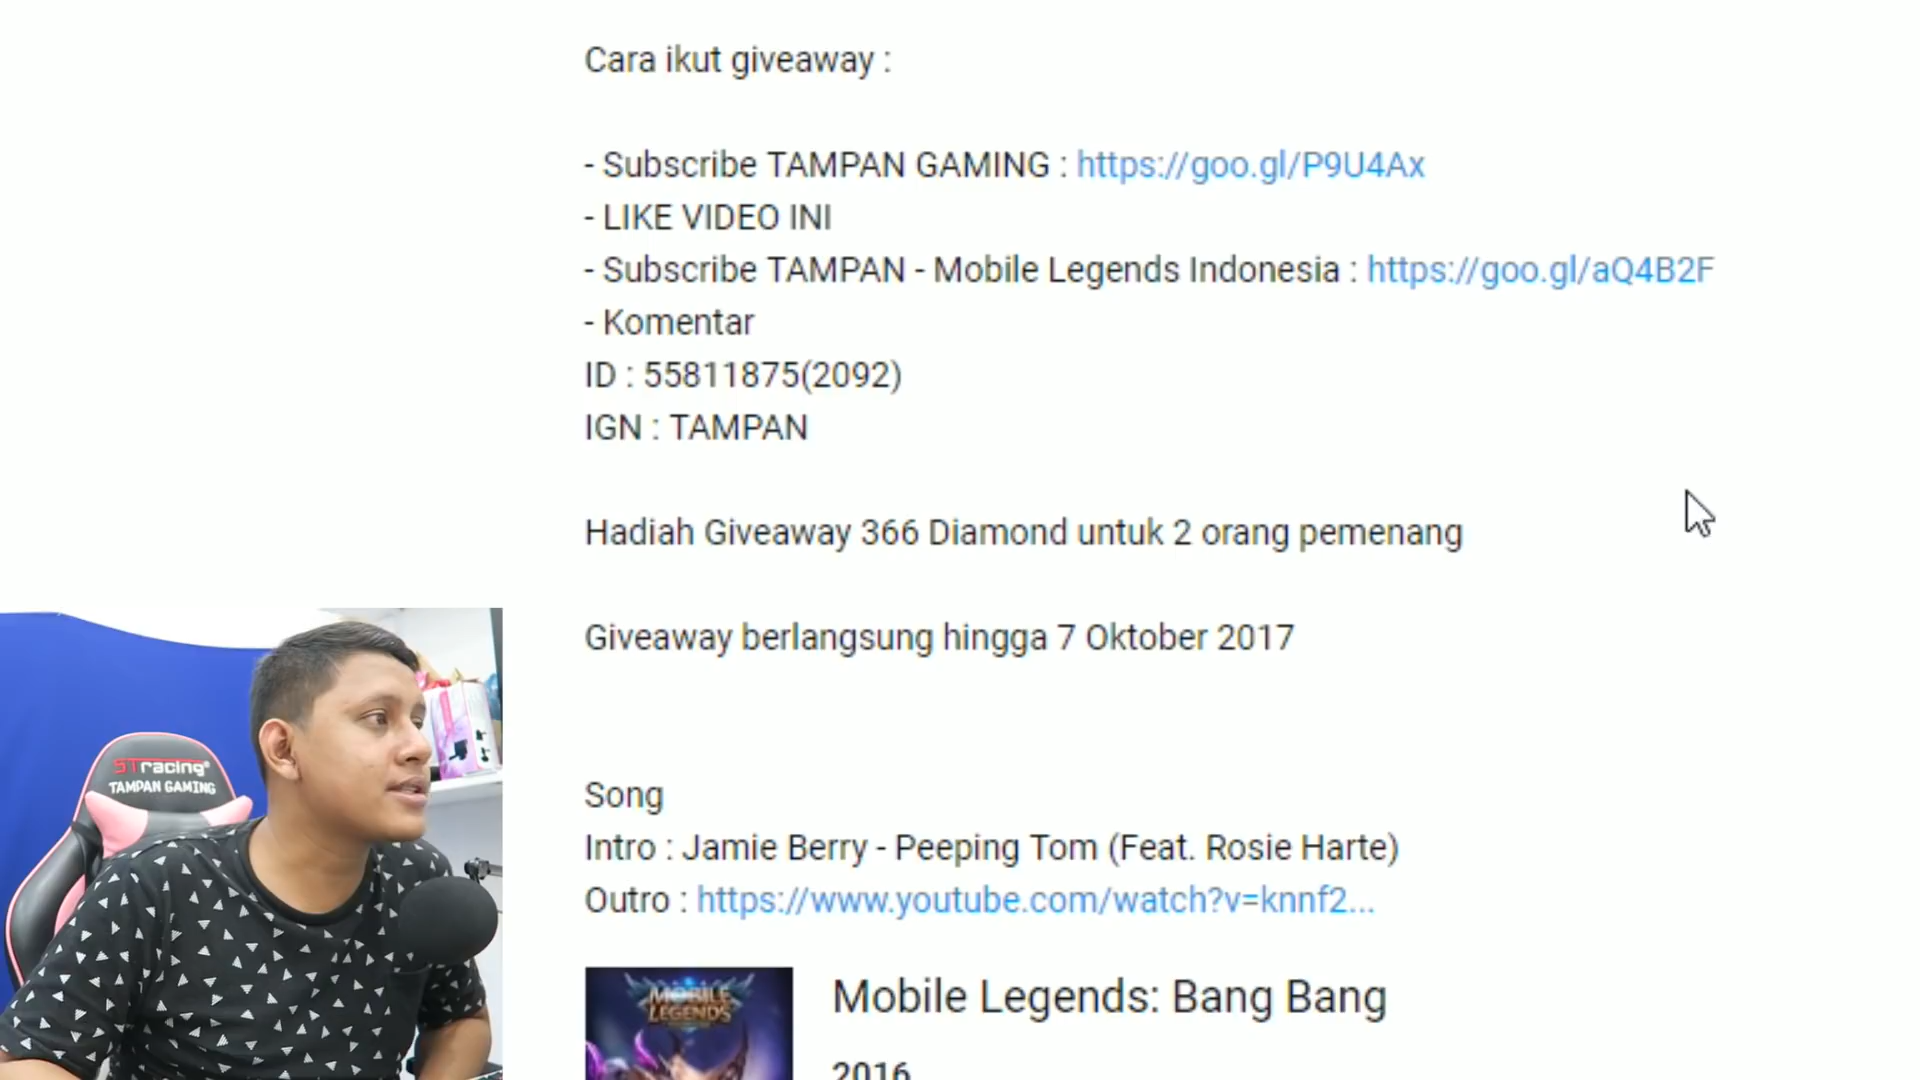 Cara ikut giveaway :
- Subscribe TAMPAN GAMING : https://goo.gl/P9U4Ax
- LIKE VIDEO INI
- Subscribe TAMPAN - Mobile Legends Indonesia : https://goo.gl/aQ4B2F
- Komentar
ID : 55811875(2092)
IGN : TAMPAN
Hadiah Giveaway 366 Diamond untuk 2 orang pemenang
Giveaway berlangsung hingga 7 Oktober 2017
Song
Intro : Jamie Berry - Peeping Tom (Feat. Rosie Harte)
Outro : https://www.youtube.com/watch?v=knnf2...
Mobile Legends: Bang Bang
2016
MOBILE
LEGENDS
STracing
TAMPAN GAMING